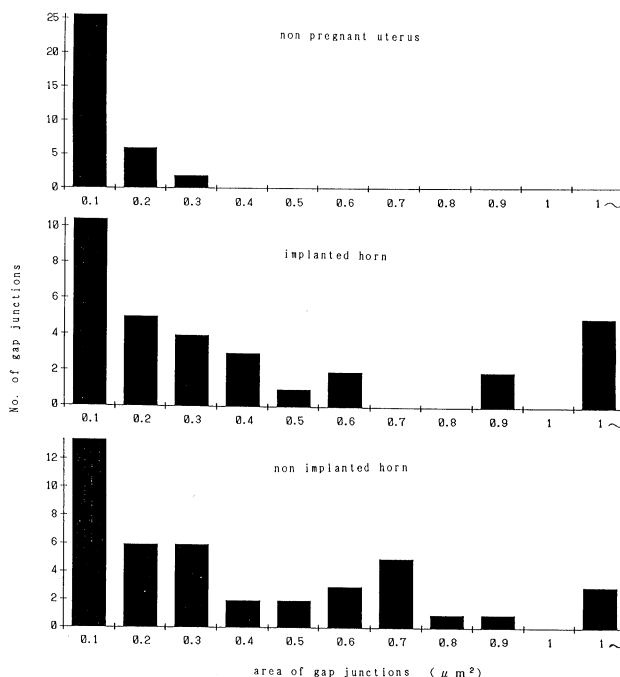 25
20
15
10
5
0
non pregnant uterus
0.1 0.2 0.3 0.4 0.5 0.6 0.7 0.8 0.9 1 1~
10
8
6
4
2
0
implanted horn
0.1 0.2 0.3 0.4 0.5 0.6 0.7 0.8 0.9 1 1~
12
10
8
6
4
2
0
non implanted horn
0.1 0.2 0.3 0.4 0.5 0.6 0.7 0.8 0.9 1 1~
No. of gap junctions
area of gap junctions (μm²)